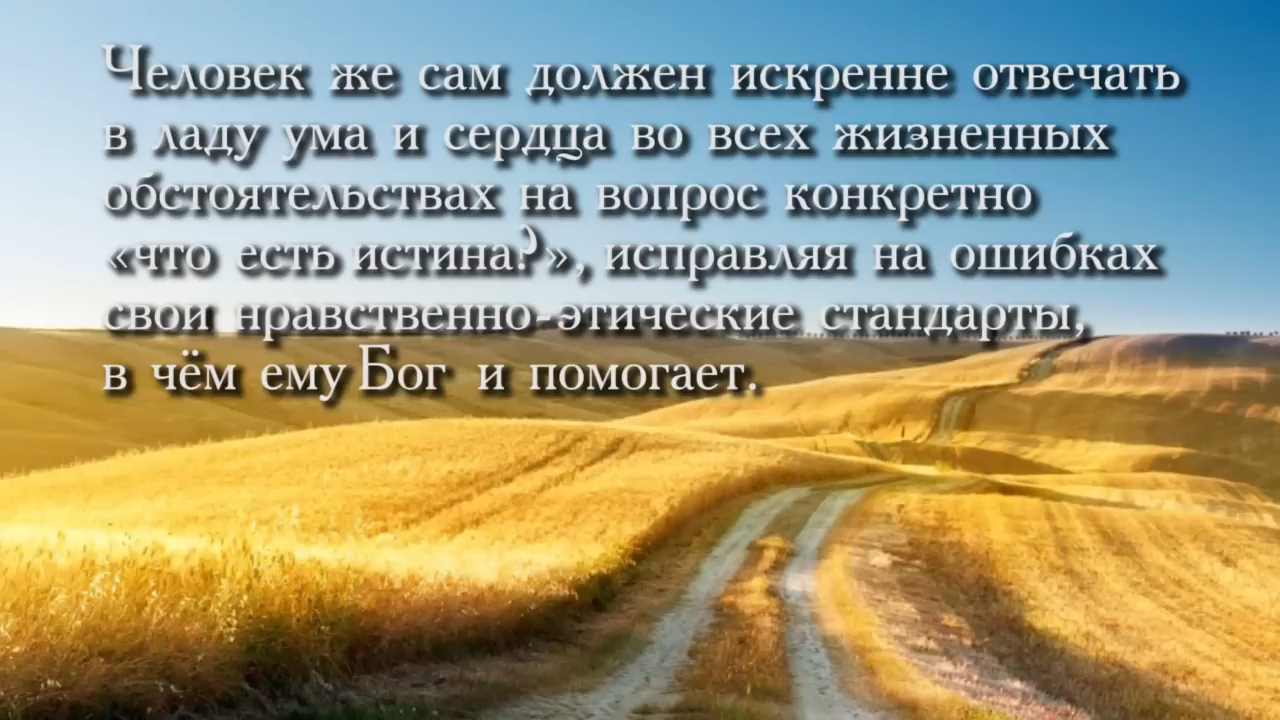 Человек же сам должен искренне отвечать
в ладу ума и сердца во всех жизненных
обстоятельствах на вопрос конкретно
«что есть истина?», исправляя на ошибках
свои нравственно-этические стандарты,
в чём ему Бог и помогает.